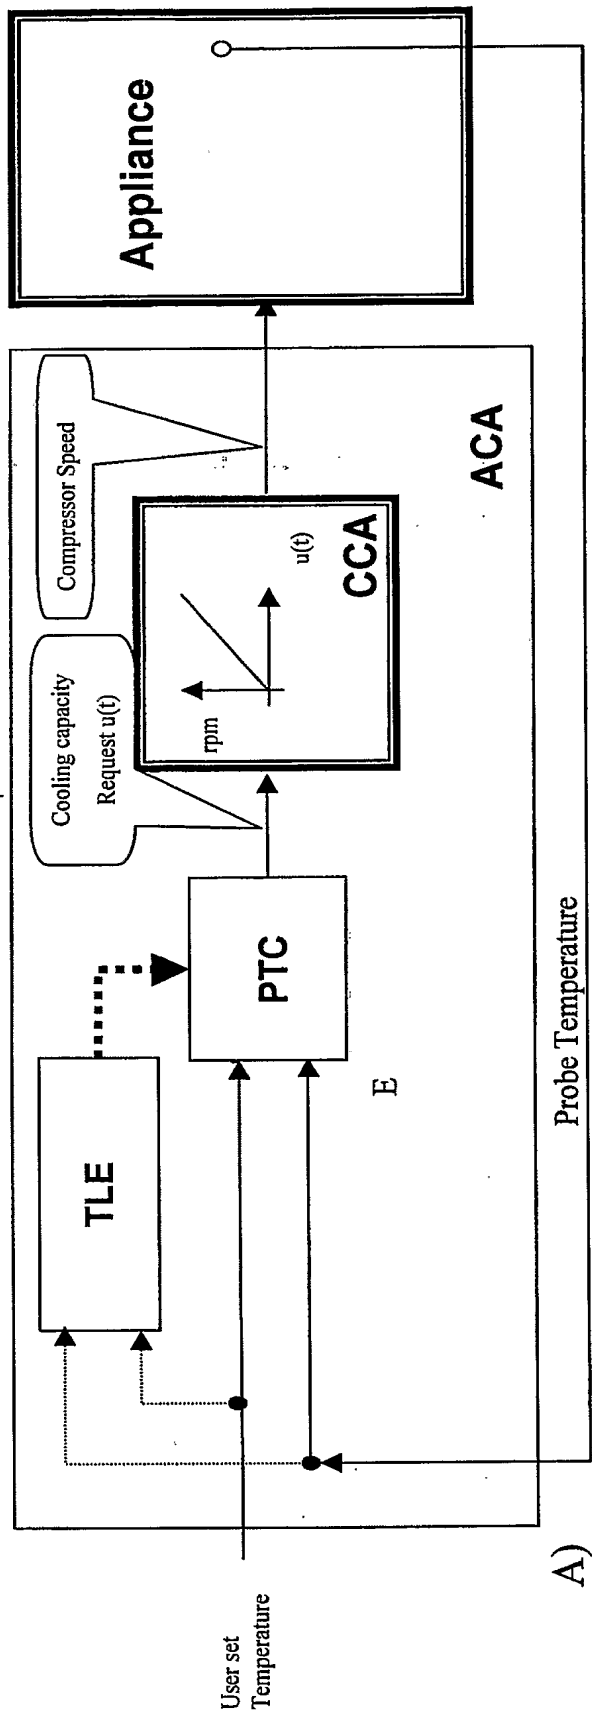 User set
Temperature
TLE
PTC
E
Cooling capacity
Request u(t)
Compressor Speed
rpm
u(t)
CCA
ACA
Appliance
Probe Temperature
A)